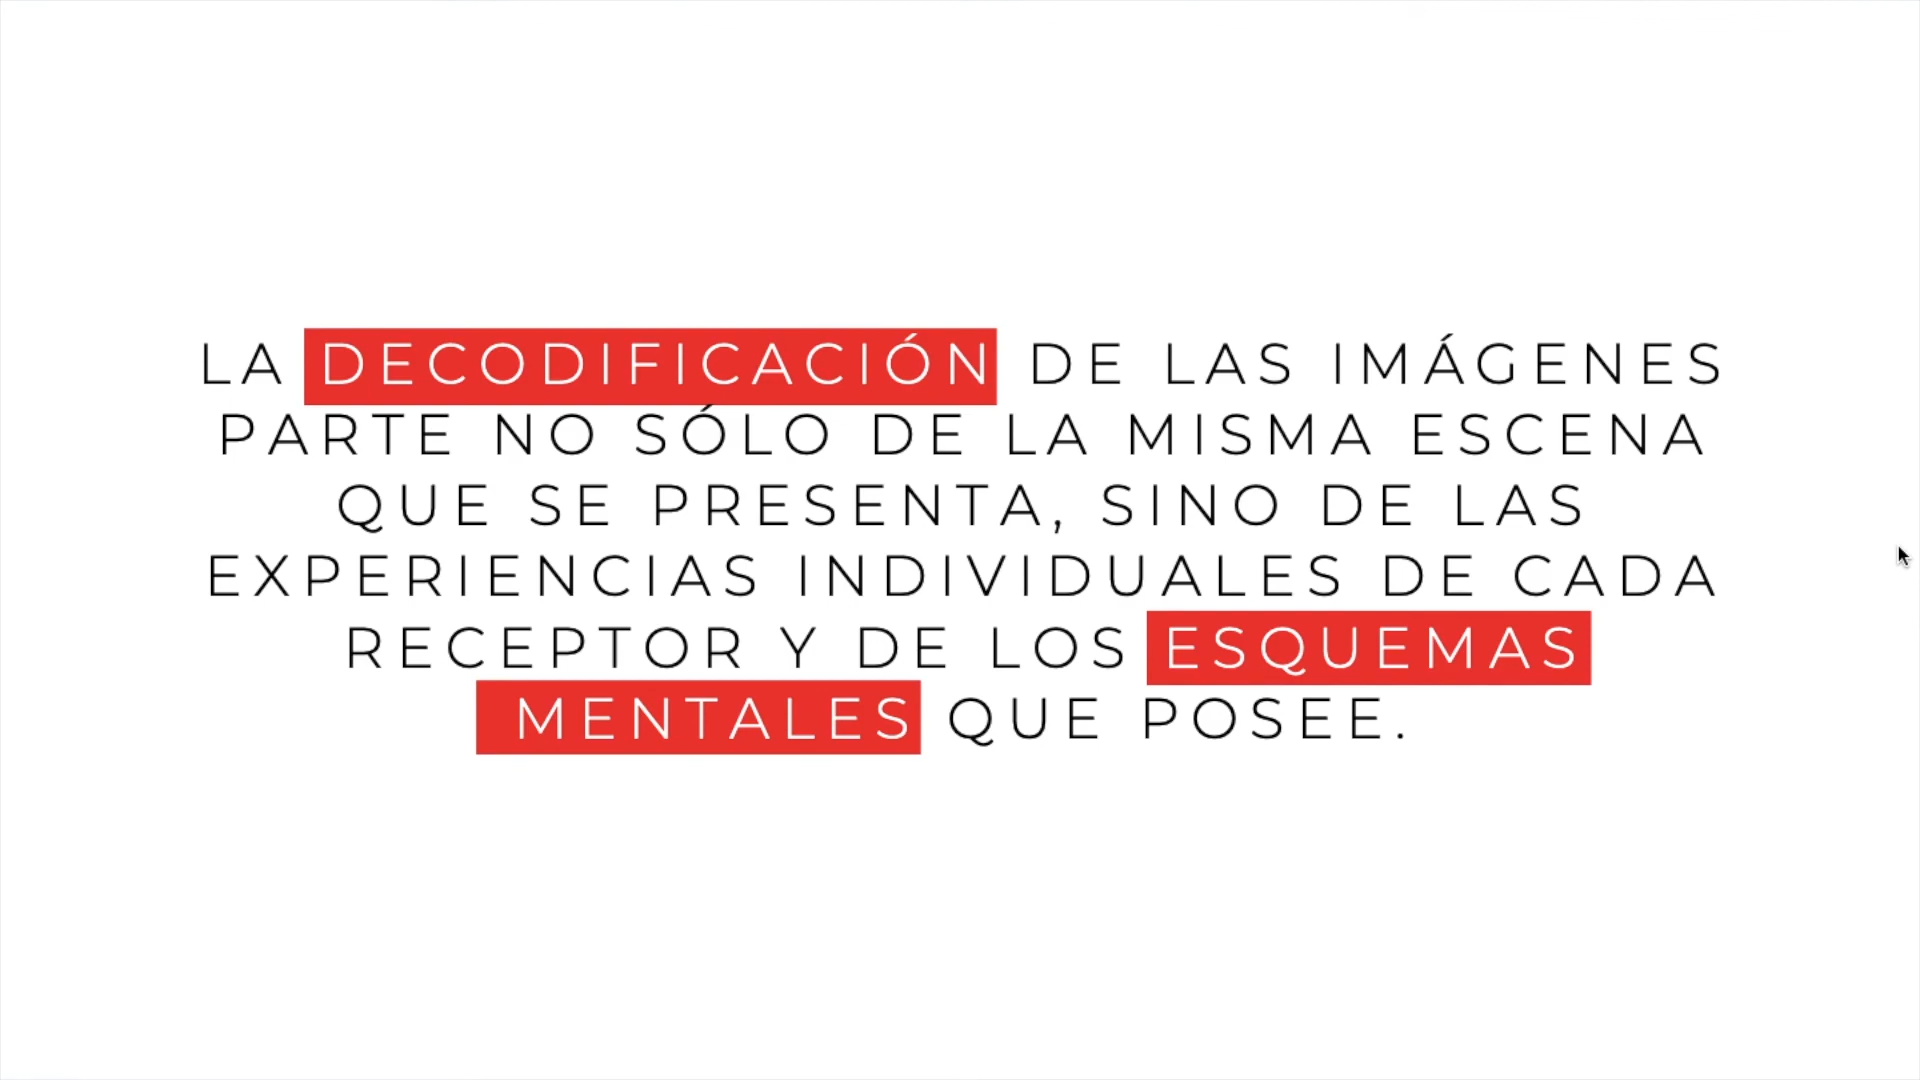 LA DECODIFICACIÓN DE LAS IMÁGENES
PARTE NO SÓLO DE LA MISMA ESCENA
QUE SE PRESENTA, SINO DE LAS
EXPERIENCIAS INDIVIDUALES DE CADA
RECEPTOR Y DE LOS ESQUEMAS
MENTALES QUE POSEE.